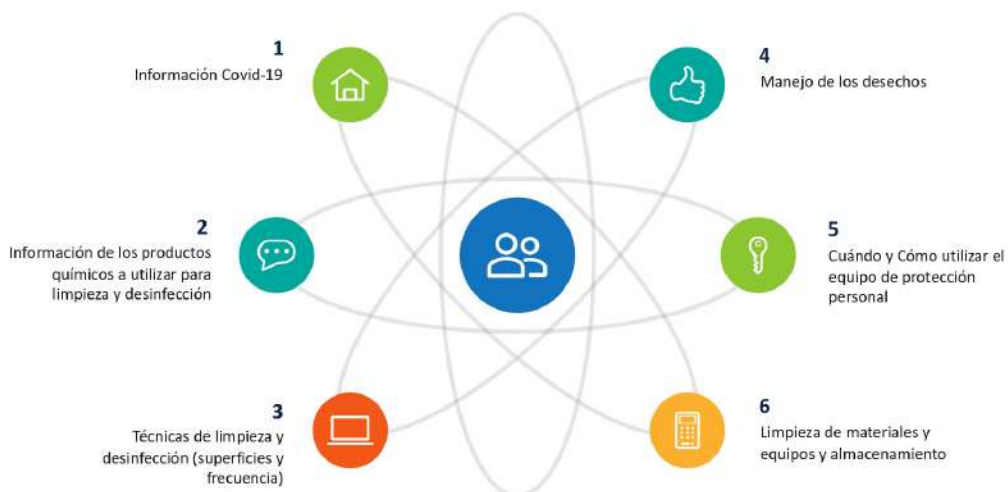 1
Información Covid-19
2
Información de los productos
químicos a utilizar para
limpieza y desinfección
3
Técnicas de limpieza y
desinfección (superficies y
frecuencia)
4
Manejo de los desechos
5
Cuándo y Cómo utilizar el
equipo de protección
personal
6
Limpieza de materiales y
equipos y almacenamiento